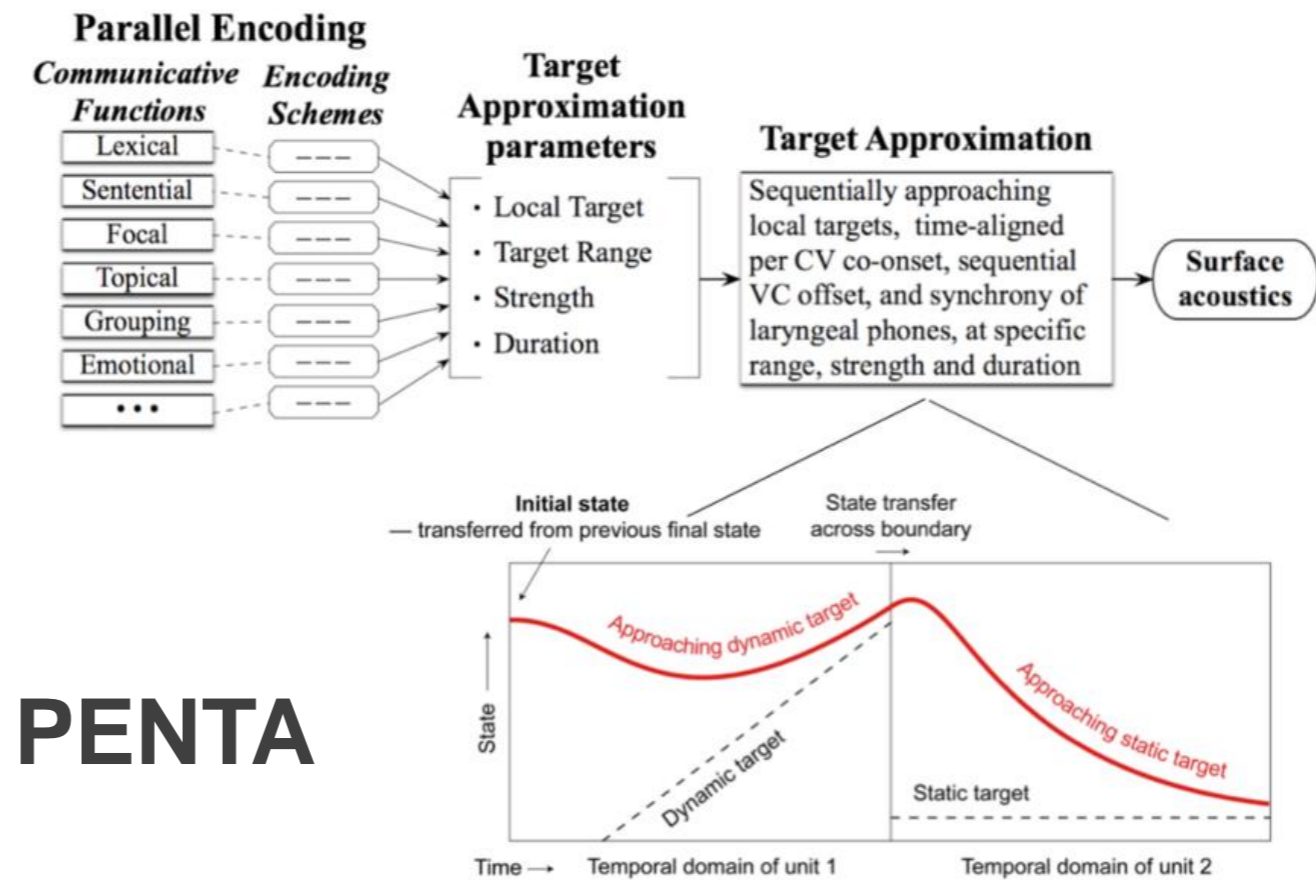 Parallel Encoding
Communicative
Functions
Encoding
Schemes
Lexical
Sentential
Focal
Topical
Grouping
Emotional
• • •
– – –
– – –
– – –
– – –
– – –
– – –
– – –
Target
Approximation
parameters
• Local Target
• Target Range
• Strength
• Duration
Target Approximation
Sequentially approaching
local targets, time-aligned
per CV co-onset, sequential
VC offset, and synchrony of
laryngeal phones, at specific
range, strength and duration
Surface
acoustics
Initial state
— transferred from previous final state
State transfer
across boundary
Approaching dynamic target
Approaching static target
Dynamic target
Static target
State
Time
Temporal domain of unit 1
Temporal domain of unit 2
PENTA